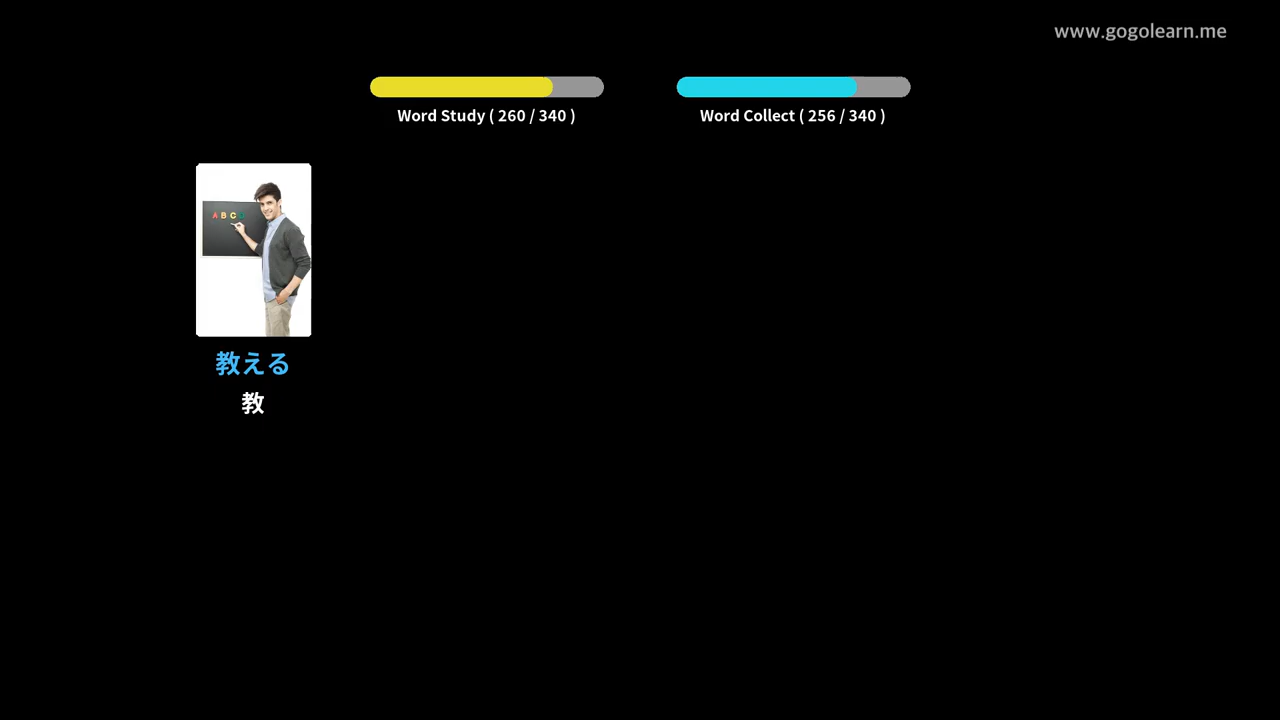 www.gogolearn.me
Word Study ( 260 / 340 )
Word Collect ( 256 / 340 )
A B C D
教える
教